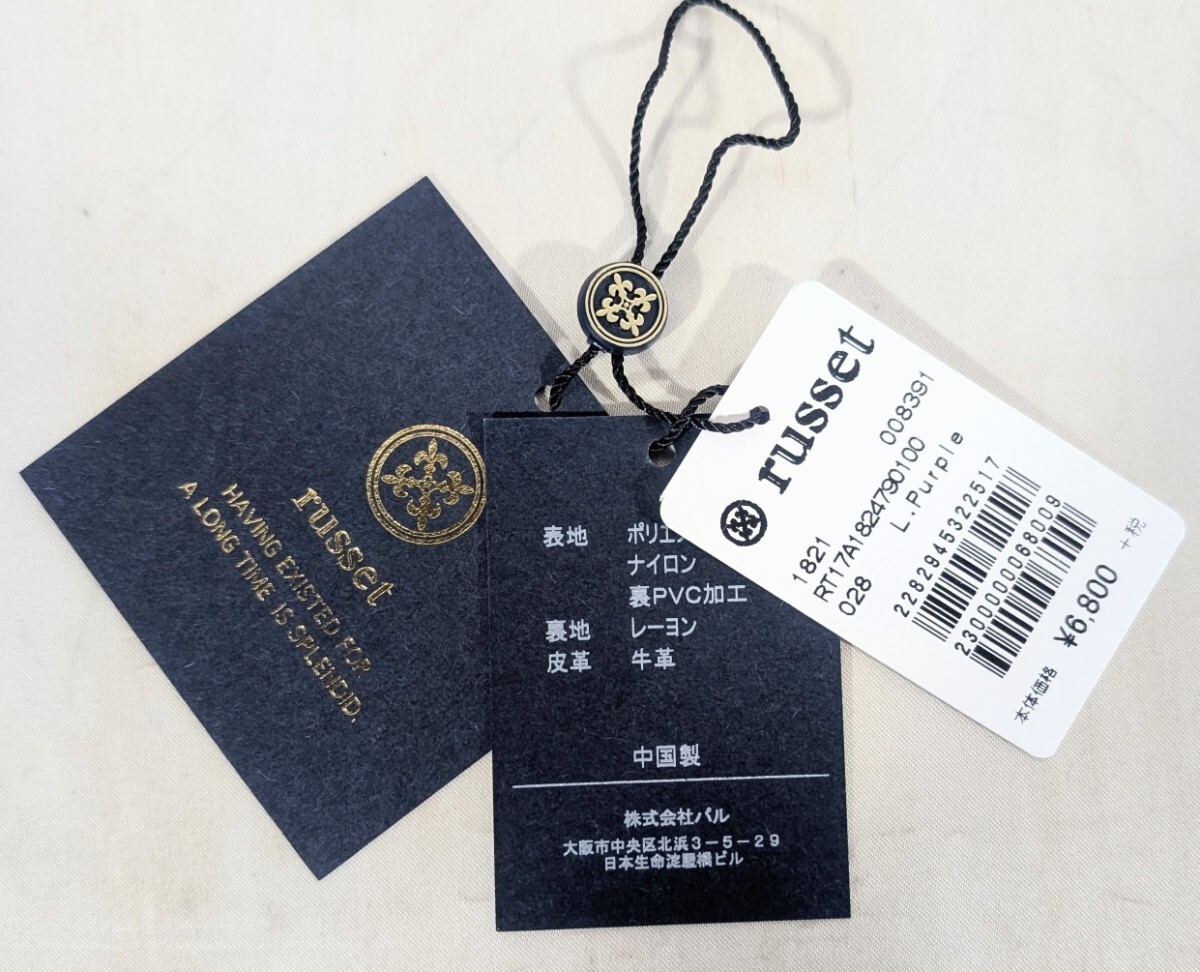 russet
HAVING EXISTED FOR
A LONG TIME IS SPLENDID.
表地 ポリエ
ナイロン
裏PVC加工
裏地 レーヨン
皮革 牛革
中国製
株式会社パル
大阪市中央区北浜3-5-29
日本生命淀屋橋ビル
russet
1821 008391
RT17A1824790100
028 L.Purple
2282945322517
2300000068009
本体価格 ¥6,800 +税